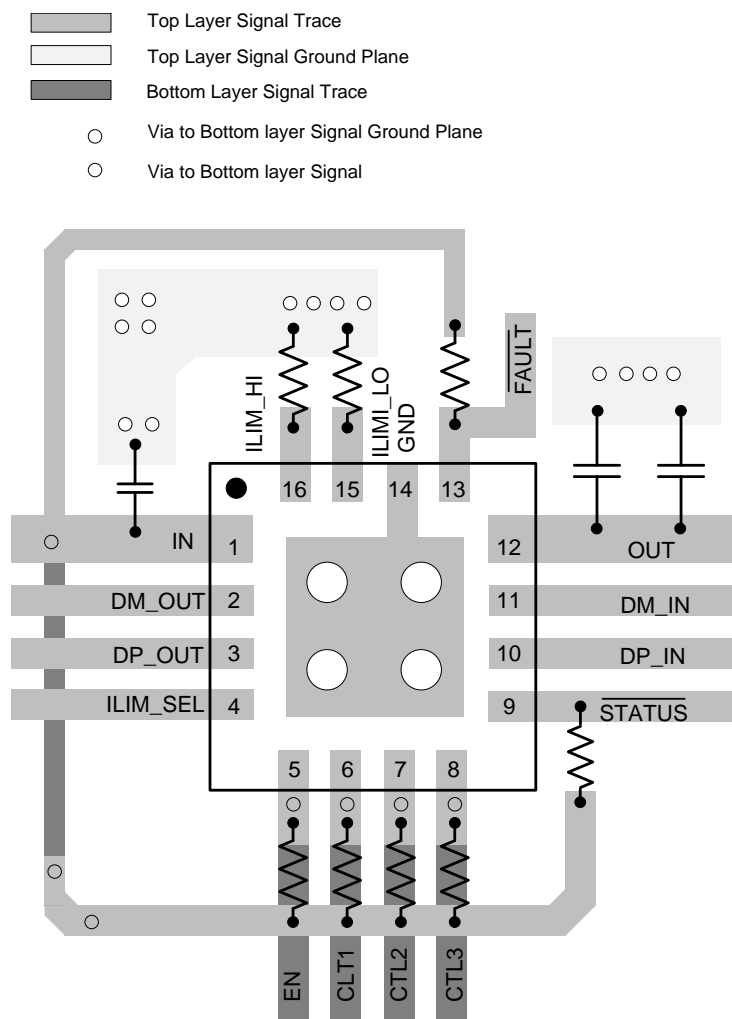 Top Layer Signal Trace
Top Layer Signal Ground Plane
Bottom Layer Signal Trace
Via to Bottom layer Signal Ground Plane
Via to Bottom layer Signal
ILIM_HI
ILIMI_LO
GND
FAULT
16 15 14 13
IN 1
DM_OUT 2
DP_OUT 3
ILIM_SEL 4
12 OUT
11 DM_IN
10 DP_IN
9 STATUS
5 6 7 8
EN
CLT1
CTL2
CTL3